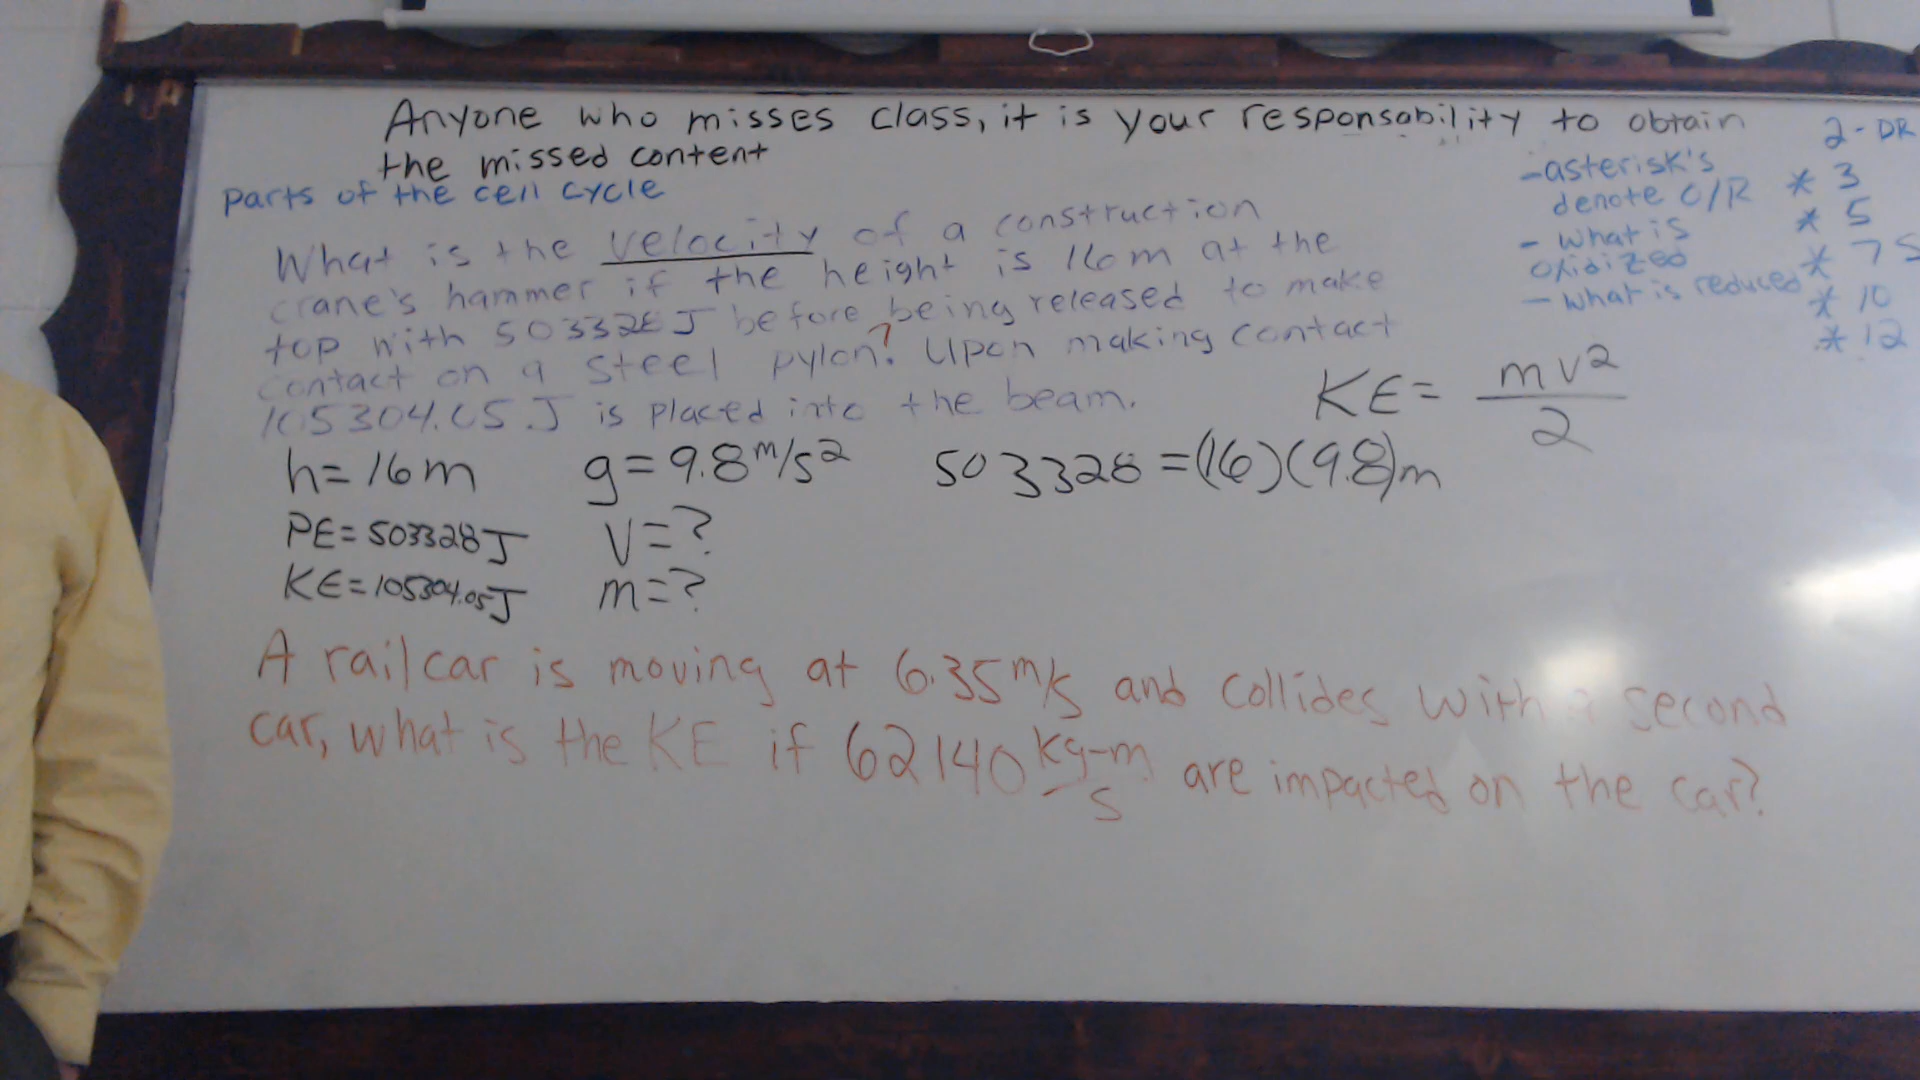 Anyone who misses class, it is your responsability to obtain
the missed content
parts of the cell cycle
What is the velocity of a construction
crane's hammer if the height is 16m at the
top with 503328J before being released to make
contact on a steel pylon? Upon making contact
105304.05J is placed into the beam.
KE= mv²
2
h=16m g=9.8m/s² 503328=(16)(9.8)m
PE=503328J V=?
KE=105304.05J m=?
A railcar is moving at 6.35m/s and collides with a second
car, what is the KE if 62140 kg-m
s are impacted on the car?
2-DR
-asterisk's
denote O/R
- what is
oxidized
- what is reduced
* 3
* 5
* 7 S
* 10
* 12